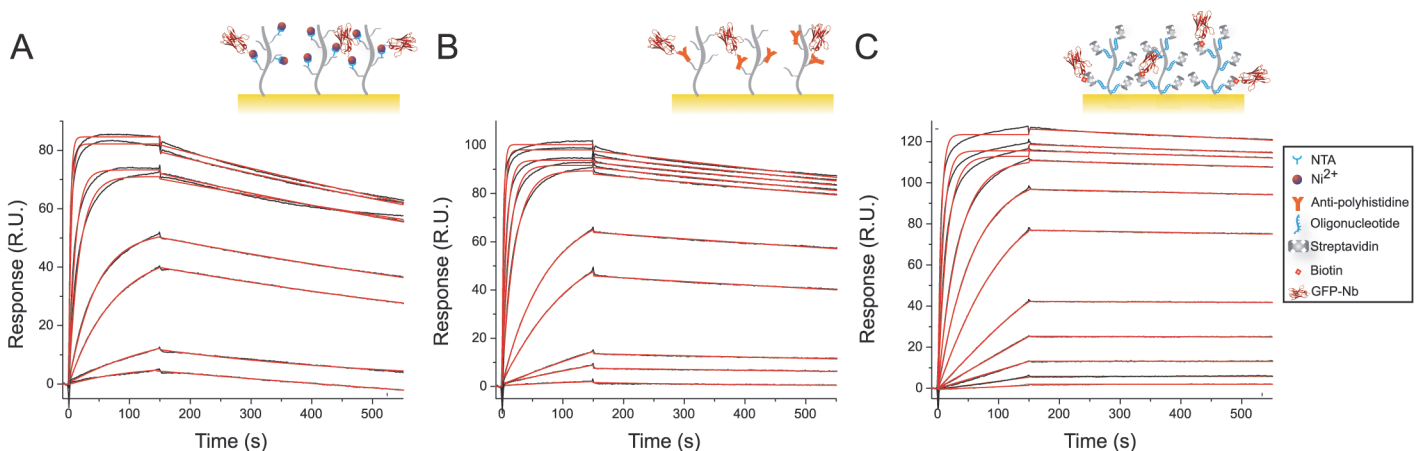 A
B
C
Response (R.U.)
80
60
40
20
0
0
100
200
300
400
500
Time (s)
Response (R.U.)
100
80
60
40
20
0
0
100
200
300
400
500
Time (s)
Response (R.U.)
120
100
80
60
40
20
0
0
100
200
300
400
500
Time (s)
NTA
Ni2+
Anti-polyhistidine
Oligonucleotide
Streptavidin
Biotin
GFP-Nb